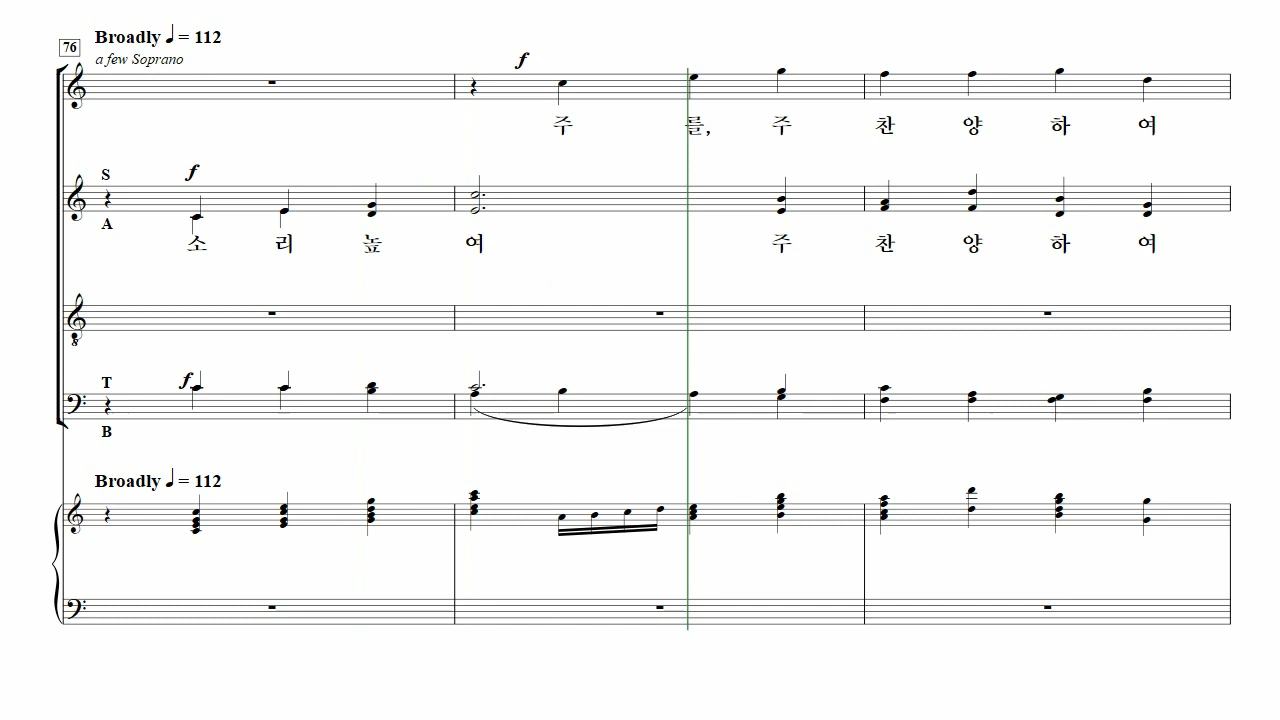 76 Broadly ♩ = 112
a few Soprano
f
주 를, 주 찬 양 하 여
S f
A
소 리 높 여 주 찬 양 하 여
8
T f
B
Broadly ♩ = 112